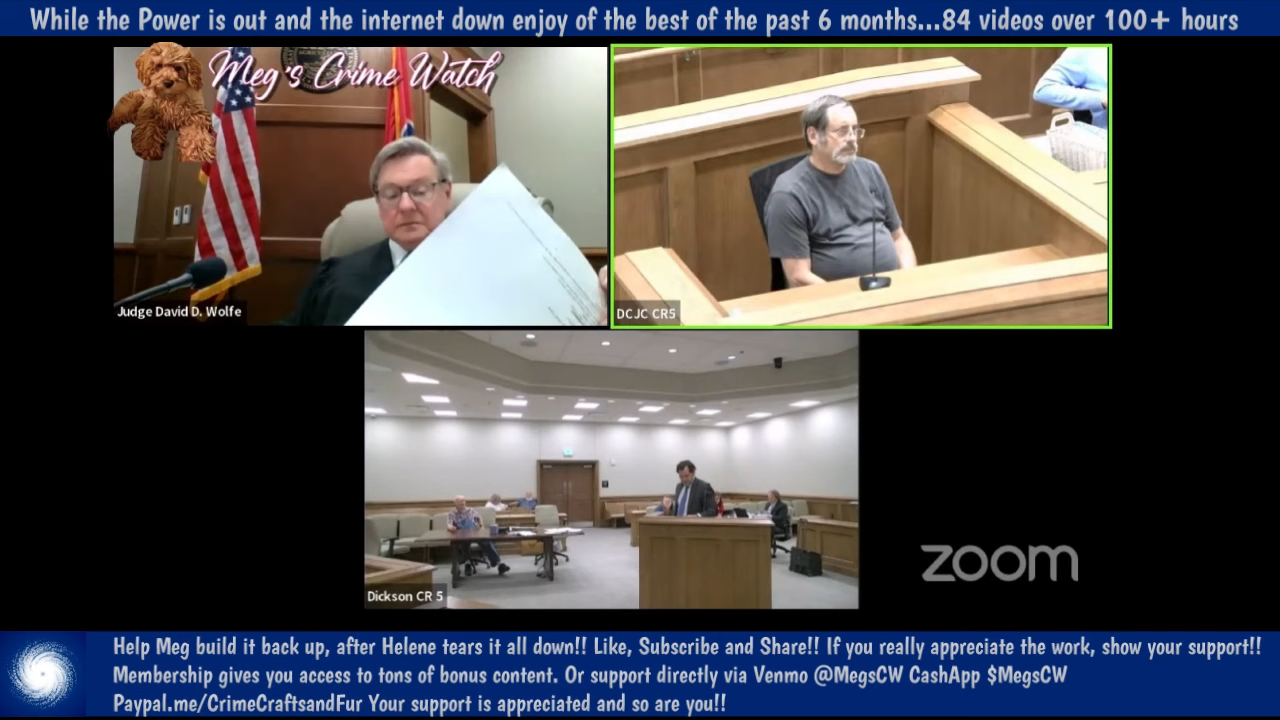 While the Power is out and the internet down enjoy of the best of the past 6 months...84 videos over 100+ hours
Meg's Crime Watch
Judge David D. Wolfe
DCJC CR5
Dickson CR 5
zoom
Help Meg build it back up, after Helene tears it all down!! Like, Subscribe and Share!! If you really appreciate the work, show your support!!
Membership gives you access to tons of bonus content. Or support directly via Venmo @MegsCW CashApp $MegsCW
Paypal.me/CrimeCraftsandFur Your support is appreciated and so are you!!